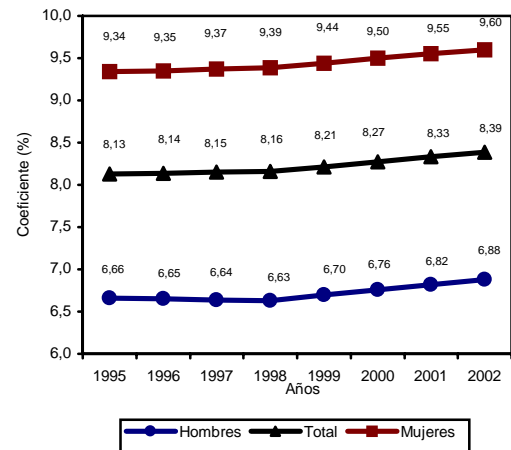 10,0
9,34 9,35 9,37 9,39 9,44 9,50 9,55 9,60
9,5
9,0
8,13 8,14 8,15 8,16 8,21 8,27 8,33 8,39
8,5
8,0
7,5
7,0
6,66 6,65 6,64 6,63 6,70 6,76 6,82 6,88
6,5
6,0
Coeficiente (%)
1995 1996 1997 1998 1999 2000 2001 2002
Años
Hombres Total Mujeres